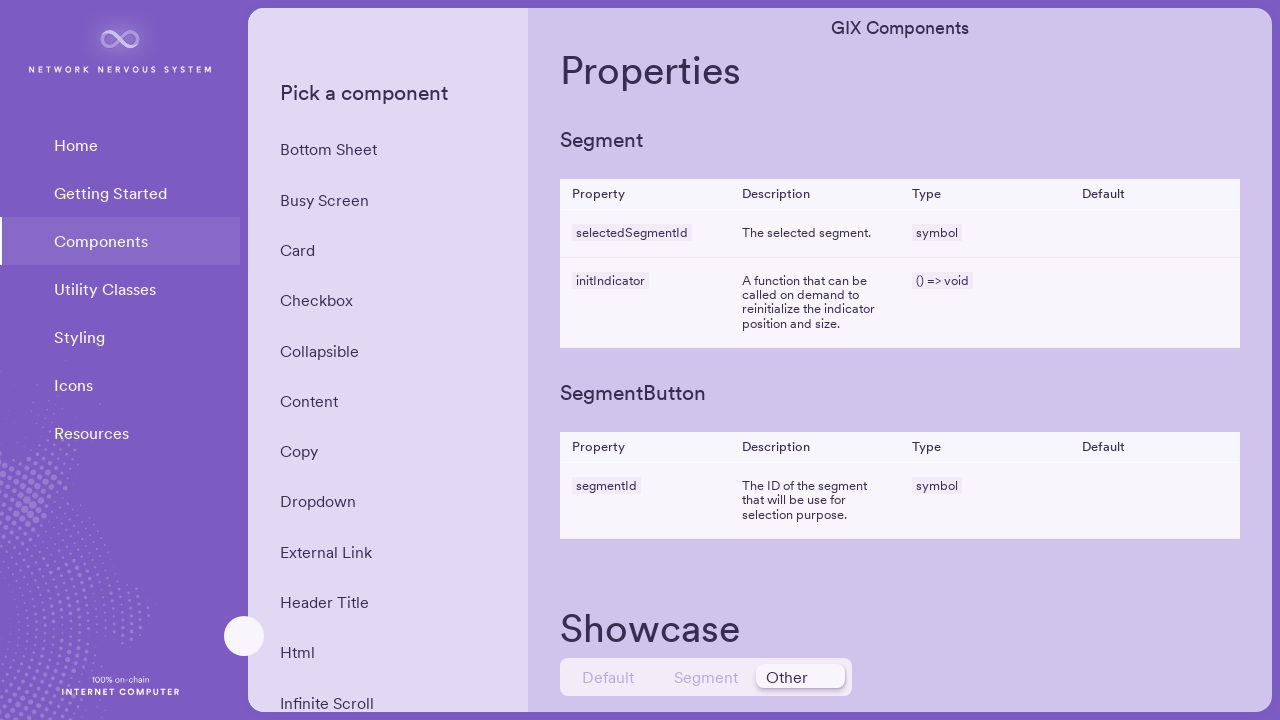 NETWORK NERVOUS SYSTEM
Home
Getting Started
Components
Utility Classes
Styling
Icons
Resources
100% on-chain
INTERNET COMPUTER
Pick a component
Bottom Sheet
Busy Screen
Card
Checkbox
Collapsible
Content
Copy
Dropdown
External Link
Header Title
Html
Infinite Scroll
GIX Components
Properties
Segment
Property Description Type Default
selectedSegmentId The selected segment. symbol
initIndicator A function that can be () => void
called on demand to
reinitialize the indicator
position and size.
SegmentButton
Property Description Type Default
segmentId The ID of the segment symbol
that will be use for
selection purpose.
Showcase
Default Segment Other